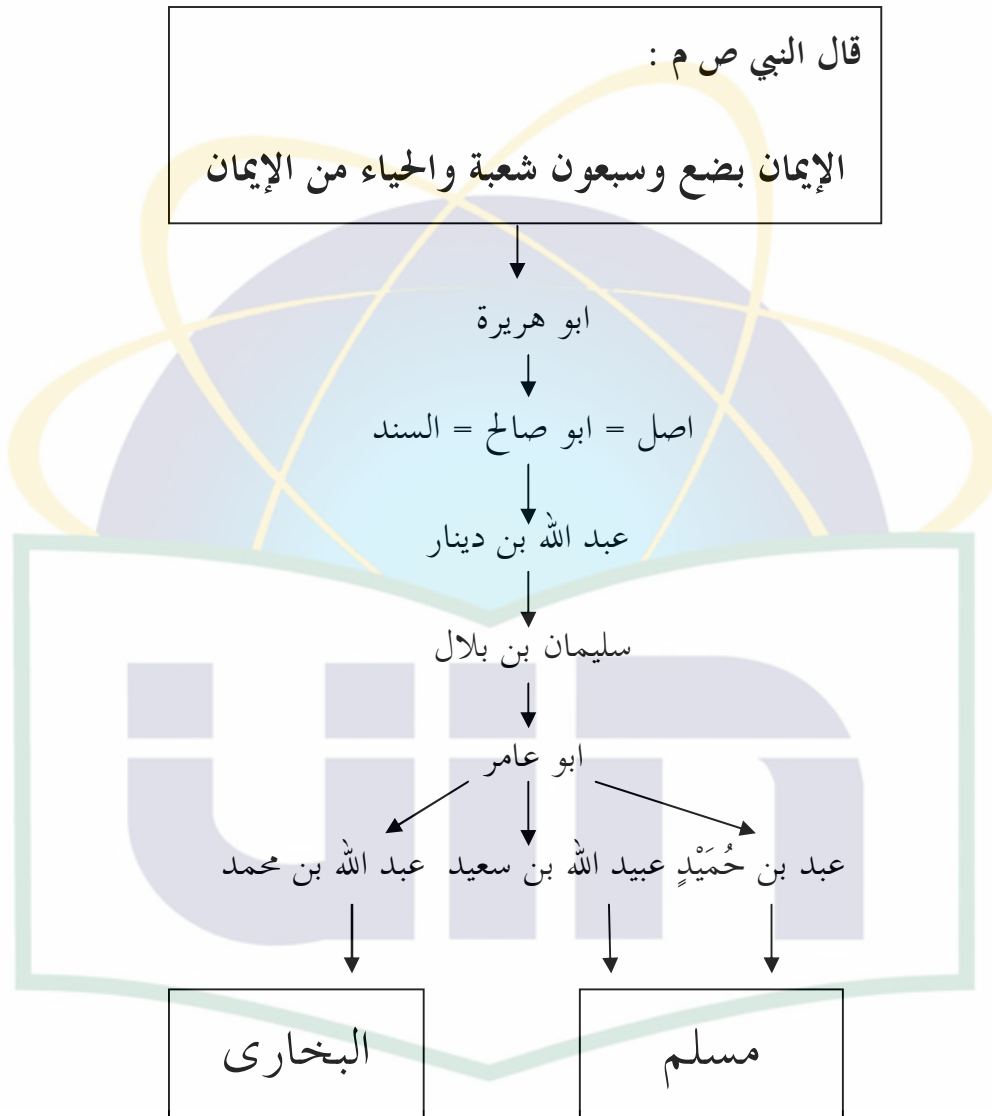 قال النبي ص م :
الإيمان بضع وسبعون شعبة والحياء من الإيمان
ابو هريرة
اصل = ابو صالح = السند
عبد الله بن دينار
سليمان بن بلال
ابو عامر
عبد بن حُمَيْدٍ عبيد الله بن سعيد عبد الله بن محمد
مسلم البخارى
uin